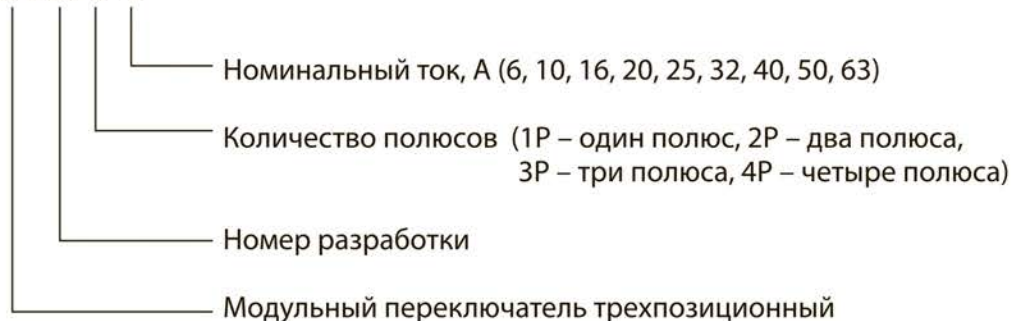 Номинальный ток, А (6, 10, 16, 20, 25, 32, 40, 50, 63)
Количество полюсов (1Р – один полюс, 2Р – два полюса,
3Р – три полюса, 4Р – четыре полюса)
Номер разработки
Модульный переключатель трехпозиционный